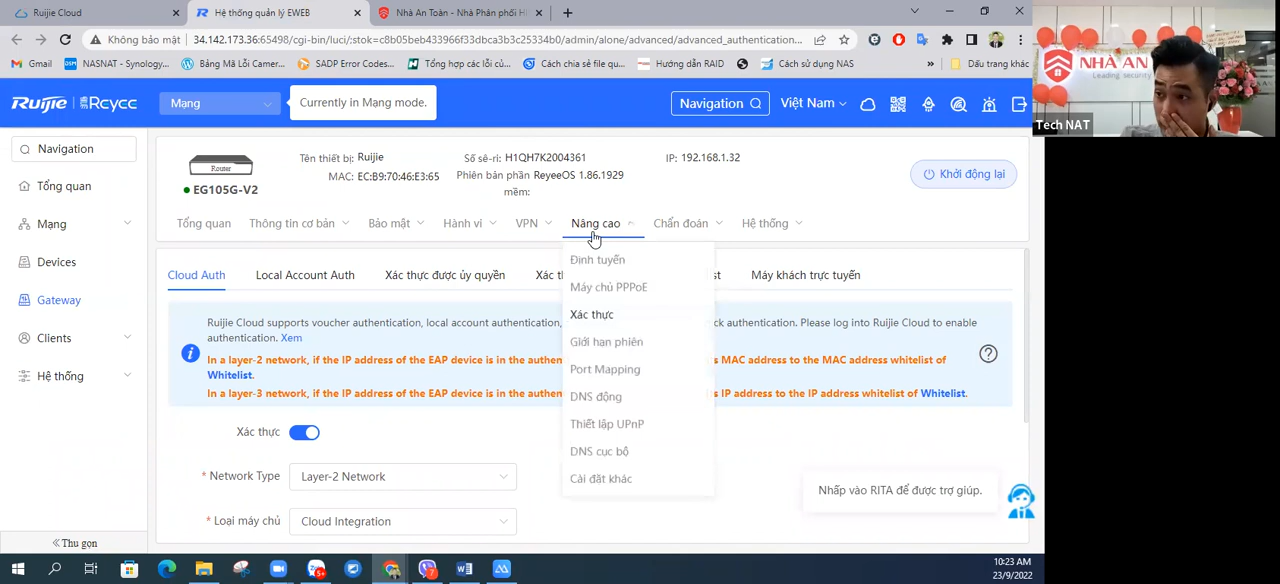 Ruijie Cloud
Hệ thống quản lý EWEB
Nhà An Toàn - Nhà Phân phối H
Không bảo mật
34.142.173.36:65498/cgi-bin/luci/;stok=c8b05beb433966f33dbca3b3c25334b0/admin/alone/advanced/advanced_authentication...
Gmail
NASNAT - Synology...
Bảng Mã Lỗi Camer...
SADP Error codes...
Tổng hợp các lỗi củ...
Cách chia sẻ file qu...
Hướng dẫn RAID
Cách sử dụng NAS
»
Dấu trang khác
Ruijie Rcycc
Mạng
Currently in Mạng mode.
Navigation
Việt Nam
NHÀ AN
Leading security
Tech NAT
Navigation
Tổng quan
Mạng
Devices
Gateway
Clients
Hệ thống
Thu gọn
Router
EG105G-V2
Tên thiết bị: Ruijie
MAC: EC:B9:70:46:E3:65
Số sê-ri: H1QH7K2004361
Phiên bản phần mềm: ReyeeOS 1.86.1929
IP: 192.168.1.32
Khởi động lại
Tổng quan
Thông tin cơ bản
Bảo mật
Hành vi
VPN
Nâng cao
Chẩn đoán
Hệ thống
Định tuyến
Máy chủ PPPoE
Xác thực
Giới hạn phiên
Port Mapping
DNS động
Thiết lập UPnP
DNS cục bộ
Cài đặt khác
Cloud Auth
Local Account Auth
Xác thực được ủy quyền
Máy khách trực tuyến
Ruijie Cloud supports voucher authentication, local account authentication,
ck authentication. Please log into Ruijie Cloud to enable
authentication. Xem
In a layer-2 network, if the IP address of the EAP device is in the authen
s MAC address to the MAC address whitelist of
Whitelist.
In a layer-3 network, if the IP address of the EAP device is in the authen
s IP address to the IP address whitelist of Whitelist.
Xác thực
* Network Type
Layer-2 Network
* Loại máy chủ
Cloud Integration
Nhấp vào RITA để được trợ giúp.
5+
7
10:23 AM
23/9/2022